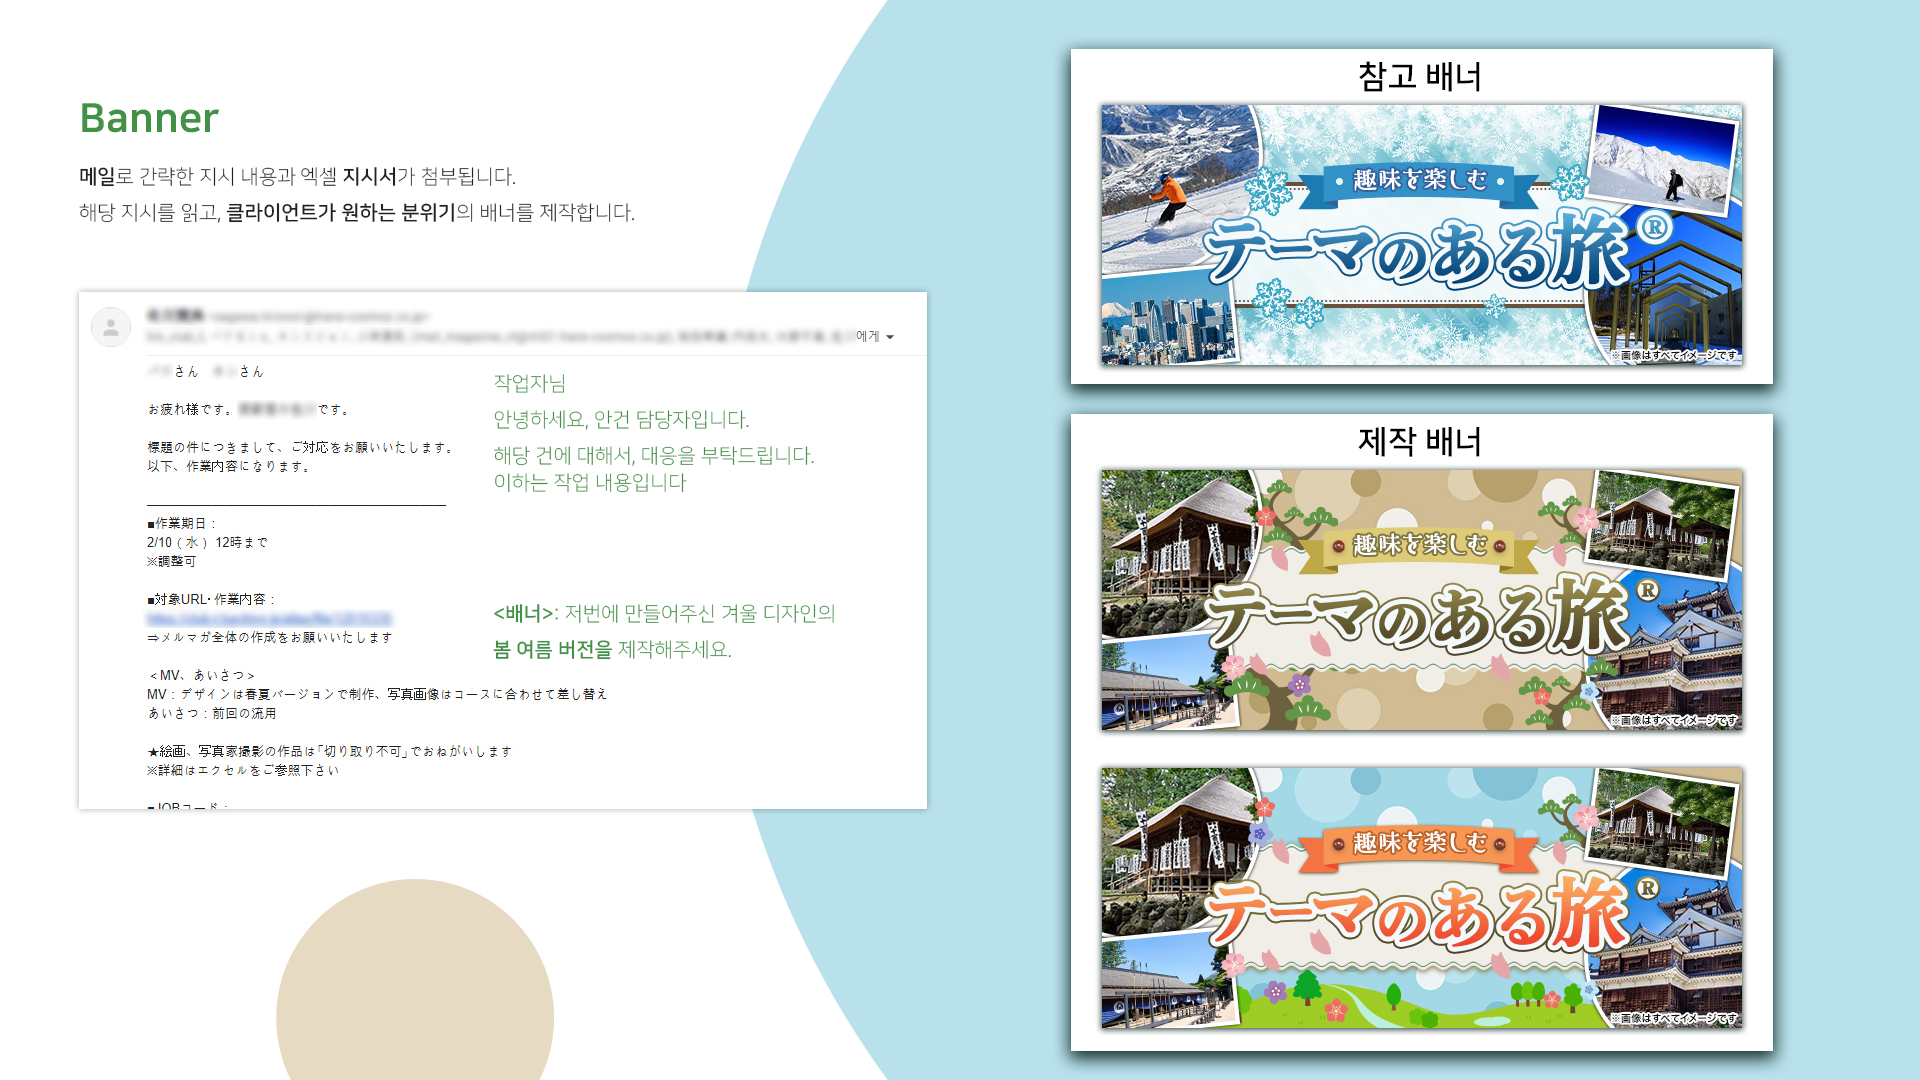 Banner
메일로 간략한 지시 내용과 엑셀 지시서가 첨부됩니다.
해당 지시를 읽고, 클라이언트가 원하는 분위기의 배너를 제작합니다.
에게
さん さん
お疲れ様です。 です。
標題の件につきまして、ご対応をお願いいたします。
以下、作業内容になります。
■作業期日：
2/10（水） 12時まで
※調整可
■対象URL･作業内容：
⇒メルマガ全体の作成をお願いいたします
＜MV、あいさつ＞
MV：デザインは春夏バージョンで制作、写真画像はコースに合わせて差し替え
あいさつ：前回の流用
★絵画、写真家撮影の作品は｢切り取り不可｣でおねがいします
※詳細はエクセルをご参照下さい
■JOBコード：
작업자님
안녕하세요, 안건 담당자입니다.
해당 건에 대해서, 대응을 부탁드립니다.
이하는 작업 내용입니다
<배너>: 저번에 만들어주신 겨울 디자인의
봄 여름 버전을 제작해주세요.
참고 배너
趣味を楽しむ
テーマのある旅®
※画像はすべてイメージです
제작 배너
趣味を楽しむ
テーマのある旅®
※画像はすべてイメージです
趣味を楽しむ
テーマのある旅®
※画像はすべてイメージです